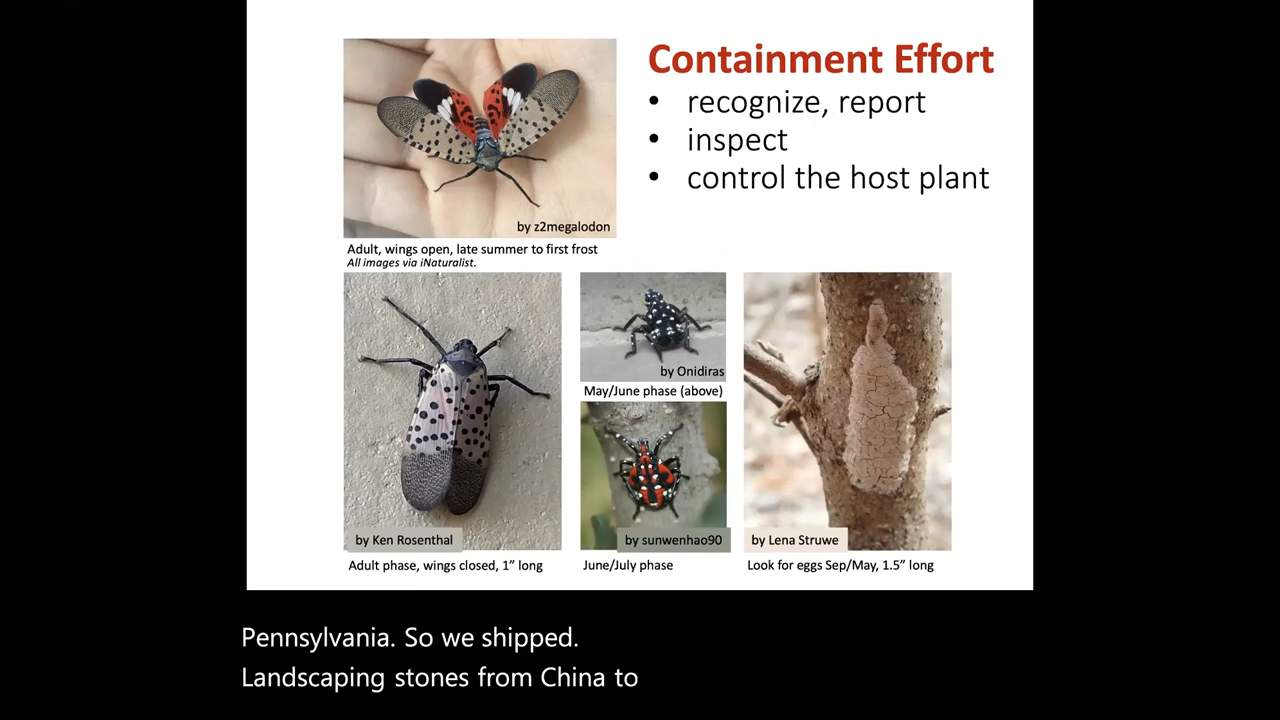 Containment Effort
• recognize, report
• inspect
• control the host plant
by z2megalodon
Adult, wings open, late summer to first frost
All images via iNaturalist.
by Onidiras
May/June phase (above)
by Ken Rosenthal
by sunwenhao90
by Lena Struwe
Adult phase, wings closed, 1” long
June/July phase
Look for eggs Sep/May, 1.5” long
Pennsylvania. So we shipped.
Landscaping stones from China to